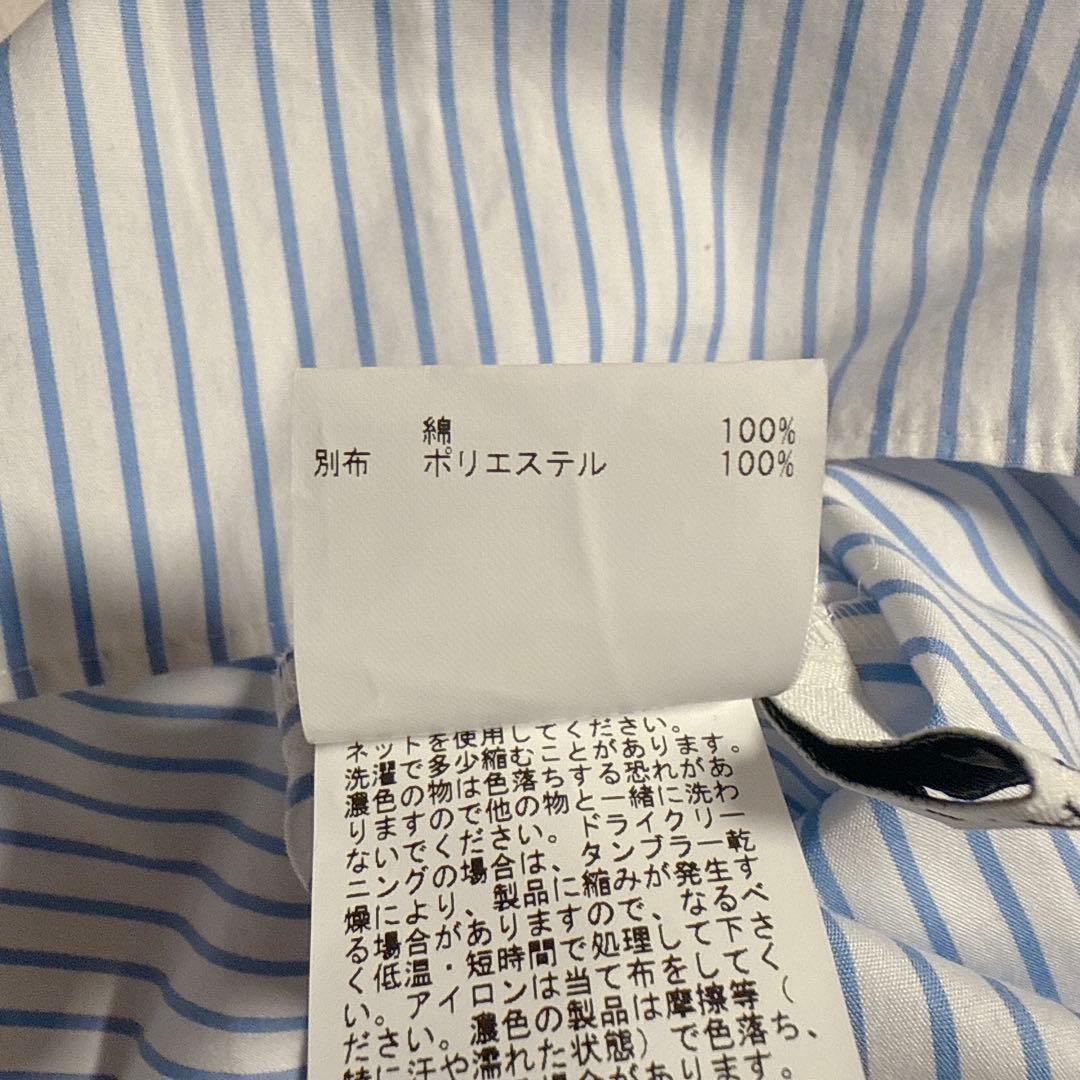 綿 100%
別布 ポリエステル 100%
ネットを使用してください。
洗濯で多少縮むことがあります。
濃色の物は色落ちする恐れがあ
りますので他の物と一緒に洗わ
ないでください。ドライクリー
ニングの場合は、タンブラー乾
燥により、製品に縮みが発生す
る場合がありますので、なるべ
く低温・短時間で処理して下さ
い。アイロンは当て布をしてく
ださい。濃色の製品は摩擦等(
特に汗や濡れた状態)で色落ち、